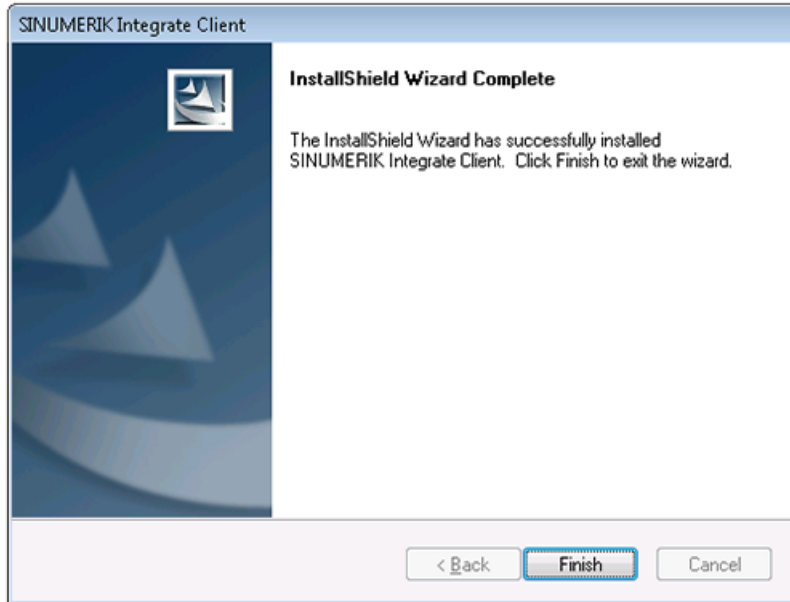 SINUMERIK Integrate Client
InstallShield Wizard Complete
The InstallShield Wizard has successfully installed
SINUMERIK Integrate Client. Click Finish to exit the wizard.
< Back
Finish
Cancel